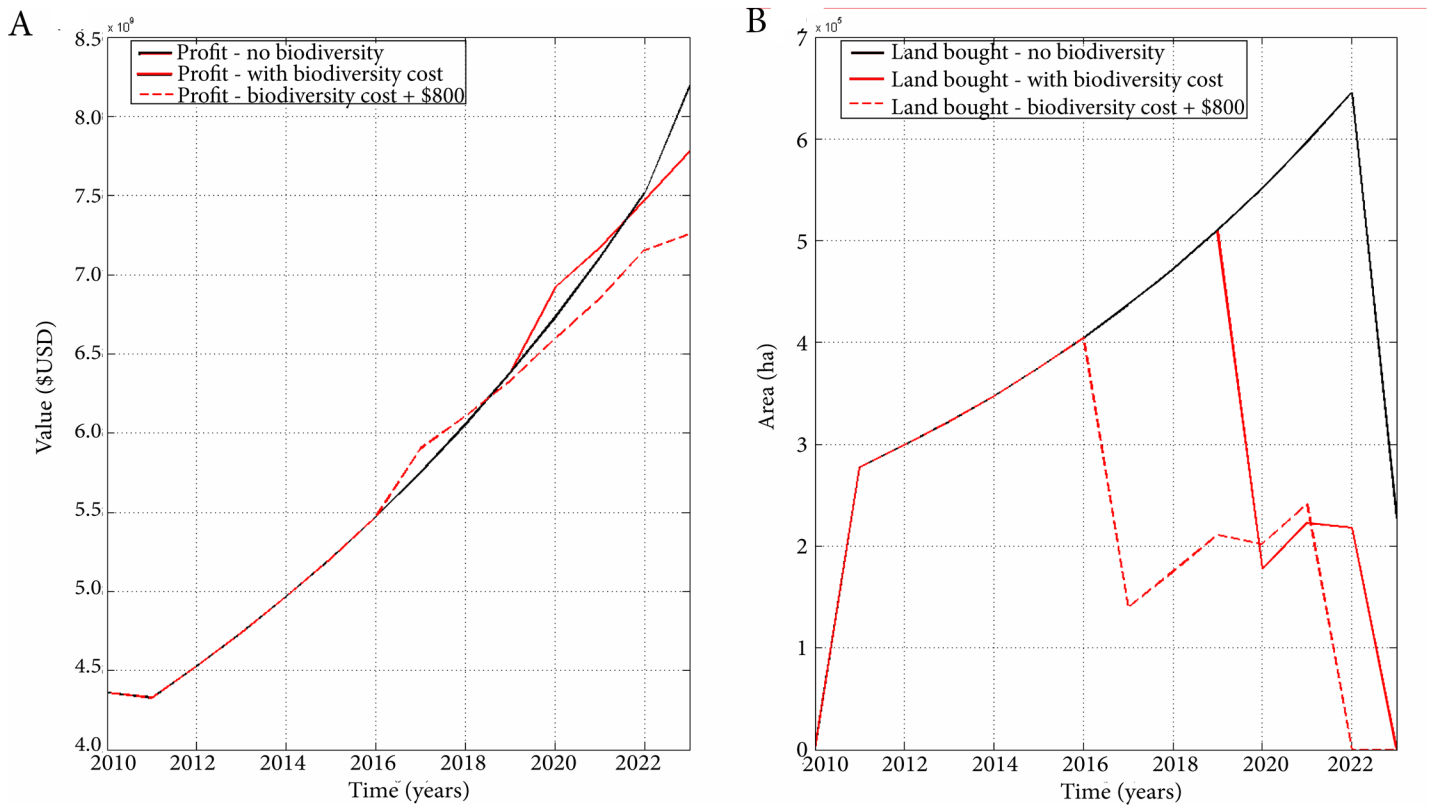 A
x 10⁹
8.5
8.0
7.5
7.0
6.5
6.0
5.5
5.0
4.5
4.0
Value ($USD)
Profit - no biodiversity
Profit - with biodiversity cost
Profit - biodiversity cost + $800
2010 2012 2014 2016 2018 2020 2022
Time (years)
B
x 10⁵
7
6
5
4
3
2
1
0
Area (ha)
Land bought - no biodiversity
Land bought - with biodiversity cost
Land bought - biodiversity cost + $800
2010 2012 2014 2016 2018 2020 2022
Time (years)